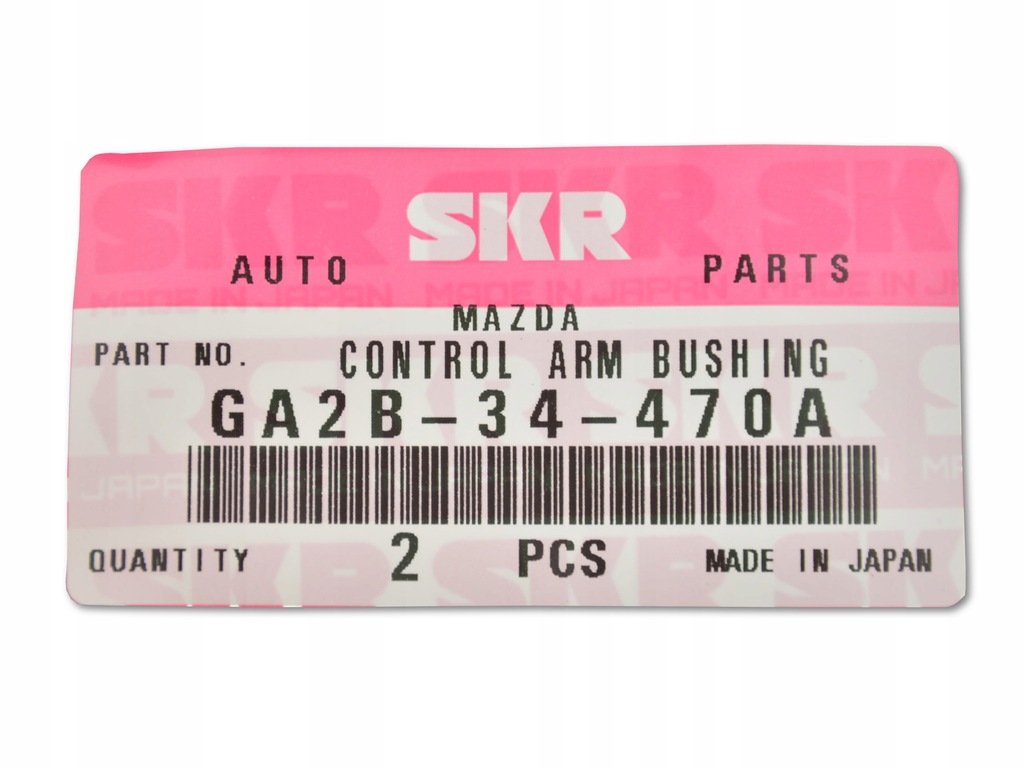 SKR
AUTO PARTS
MAZDA
PART NO. CONTROL ARM BUSHING
GA2B-34-470A
QUANTITY 2 PCS MADE IN JAPAN